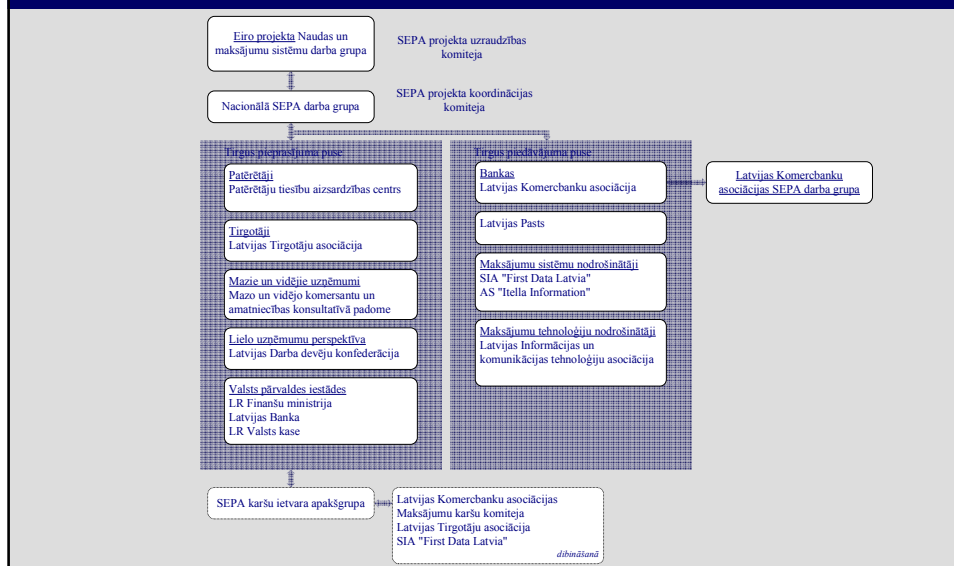 Eiro projekta Naudas un
maksājumu sistēmu darba grupa
SEPA projekta uzraudzības
komiteja
Nacionālā SEPA darba grupa
SEPA projekta koordinācijas
komiteja
Tirgus pieprasījuma puse
Patērētāji
Patērētāju tiesību aizsardzības centrs
Tirgotāji
Latvijas Tirgotāju asociācija
Mazie un vidējie uzņēmumi
Mazo un vidējo komersantu un
amatniecības konsultatīvā padome
Lielo uzņēmumu perspektīva
Latvijas Darba devēju konfederācija
Valsts pārvaldes iestādes
LR Finanšu ministrija
Latvijas Banka
LR Valsts kase
Tirgus piedāvājuma puse
Bankas
Latvijas Komercbanku asociācija
Latvijas Pasts
Maksājumu sistēmu nodrošinātāji
SIA "First Data Latvia"
AS "Itella Information"
Maksājumu tehnoloģiju nodrošinātāji
Latvijas Informācijas un
komunikācijas tehnoloģiju asociācija
Latvijas Komercbanku
asociācijas SEPA darba grupa
SEPA karšu ietvara apakšgrupa
Latvijas Komercbanku asociācijas
Maksājumu karšu komiteja
Latvijas Tirgotāju asociācija
SIA "First Data Latvia"
dibināšanā